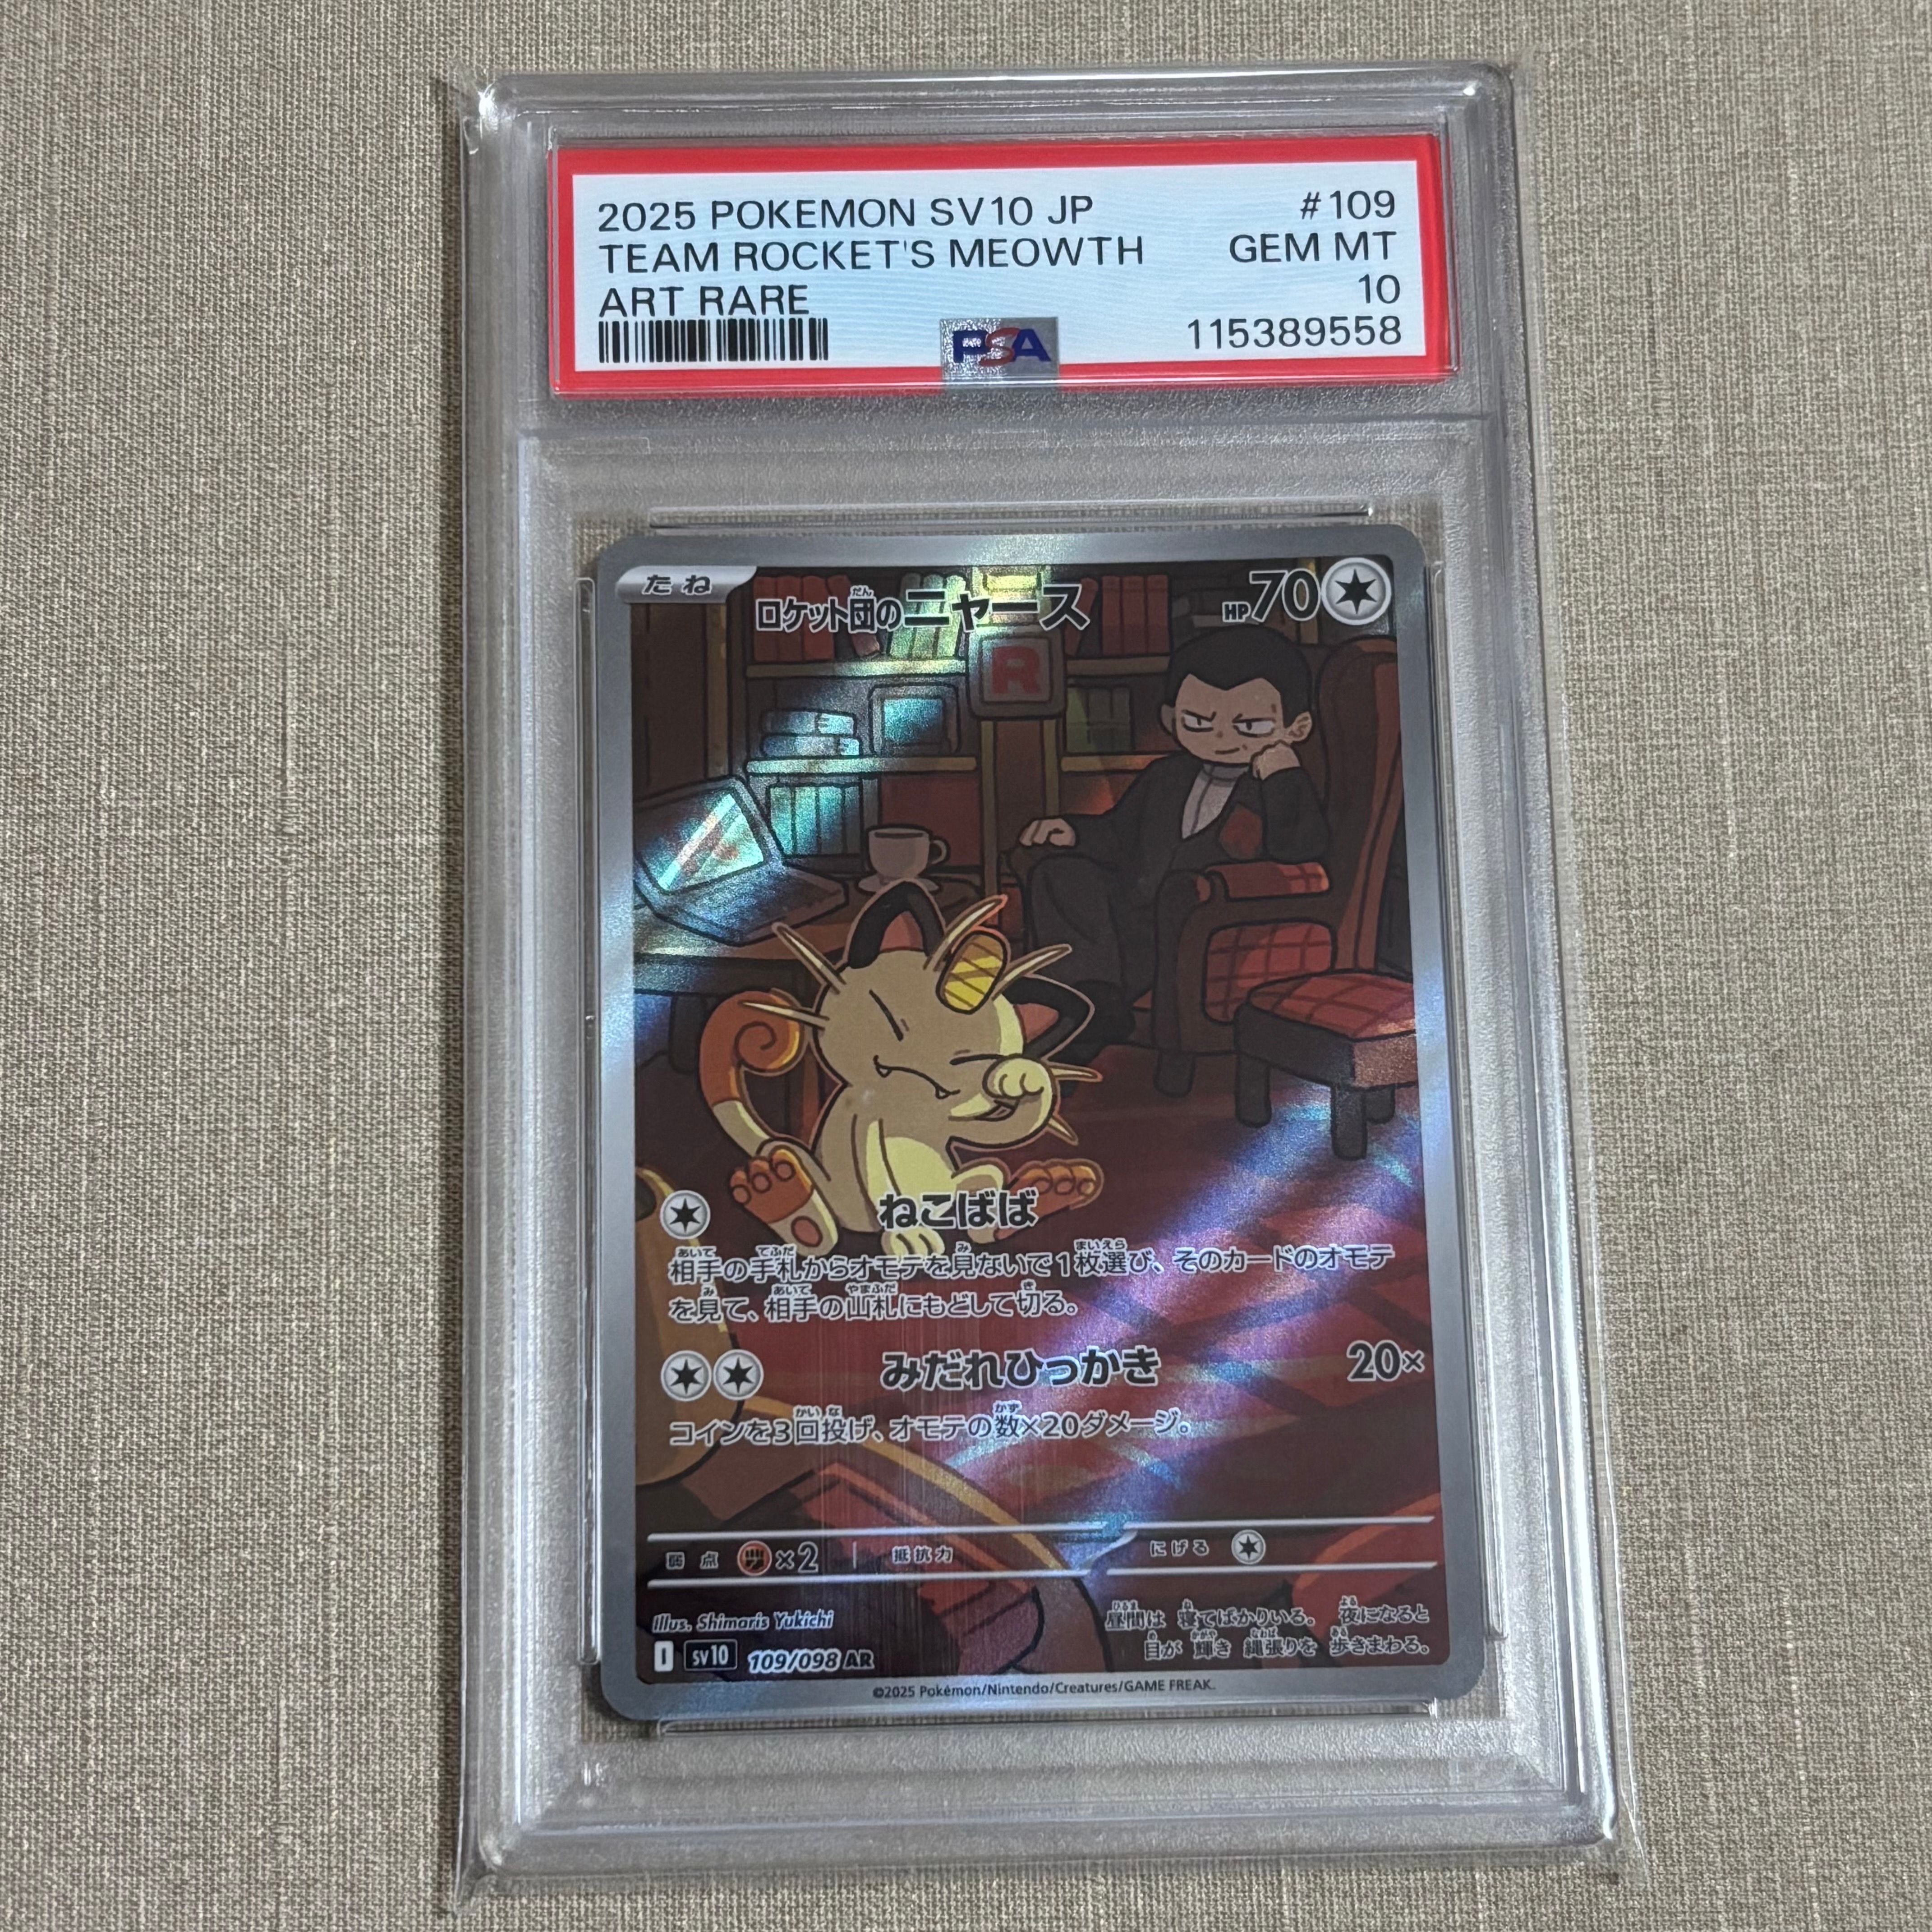 2025 POKEMON SV10 JP #109
TEAM ROCKET'S MEOWTH GEM MT
ART RARE 10
PSA 115389558
たね ロケット団のニャース HP70
だん
R
ねこばば
相手の手札からオモテを見ないで1枚選び、そのカードのオモテ
を見て、相手の山札にもどして切る。
みだれひっかき 20×
コインを3回投げ、オモテの数×20ダメージ。
弱点 ×2 抵抗力 にげる
Illus. Shimaris Yukichi
昼間は 寝てばかりいる。 夜になると
目が 輝き 縄張りを 歩きまわる。
I SV10 109/098 AR
©2025 Pokémon/Nintendo/Creatures/GAME FREAK.